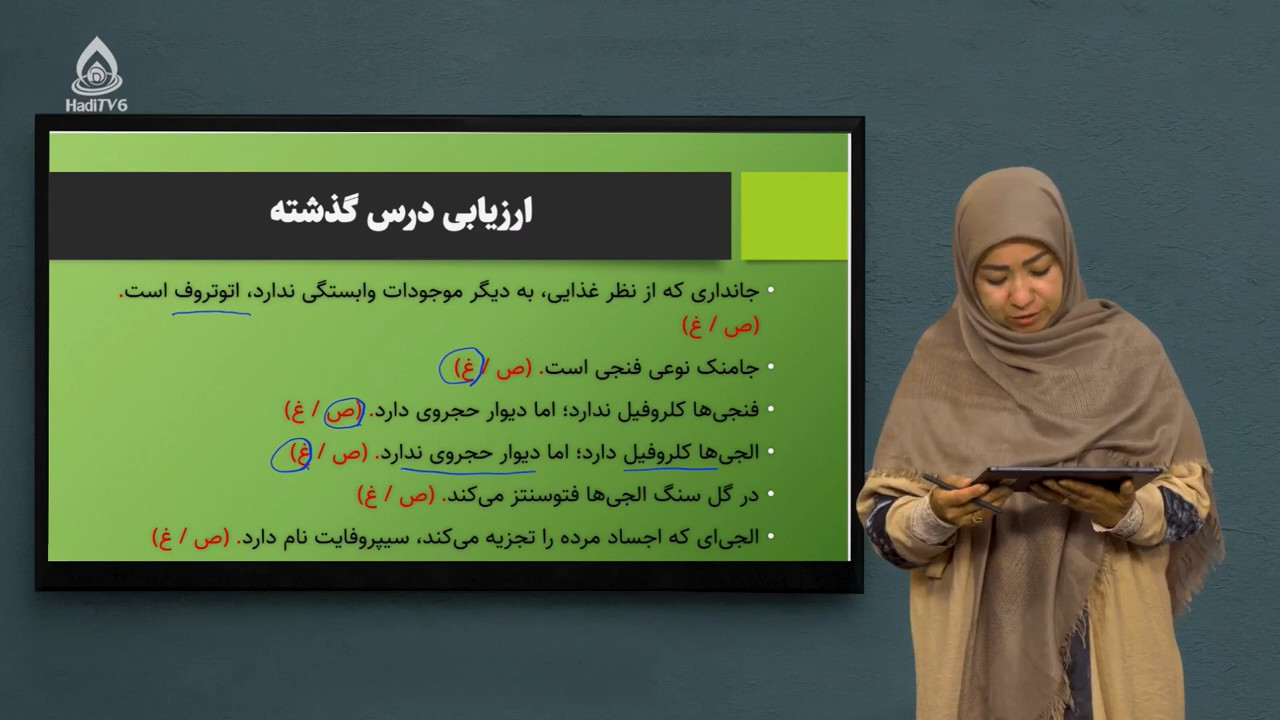 HadiTV6
ارزیابی درس گذشته
• جانداری که از نظر غذایی، به دیگر موجودات وابستگی ندارد، اتوتروف است.
(ص / غ)
• جامنک نوعی فنجی است. (ص / غ)
• فنجی‌ها کلروفیل ندارد؛ اما دیوار حجروی دارد. (ص / غ)
• الجی‌ها کلروفیل دارد؛ اما دیوار حجروی ندارد. (ص / غ)
• در گل سنگ الجی‌ها فتوسنتز می‌کند. (ص / غ)
• الجی‌ای که اجساد مرده را تجزیه می‌کند، سیپروفایت نام دارد. (ص / غ)